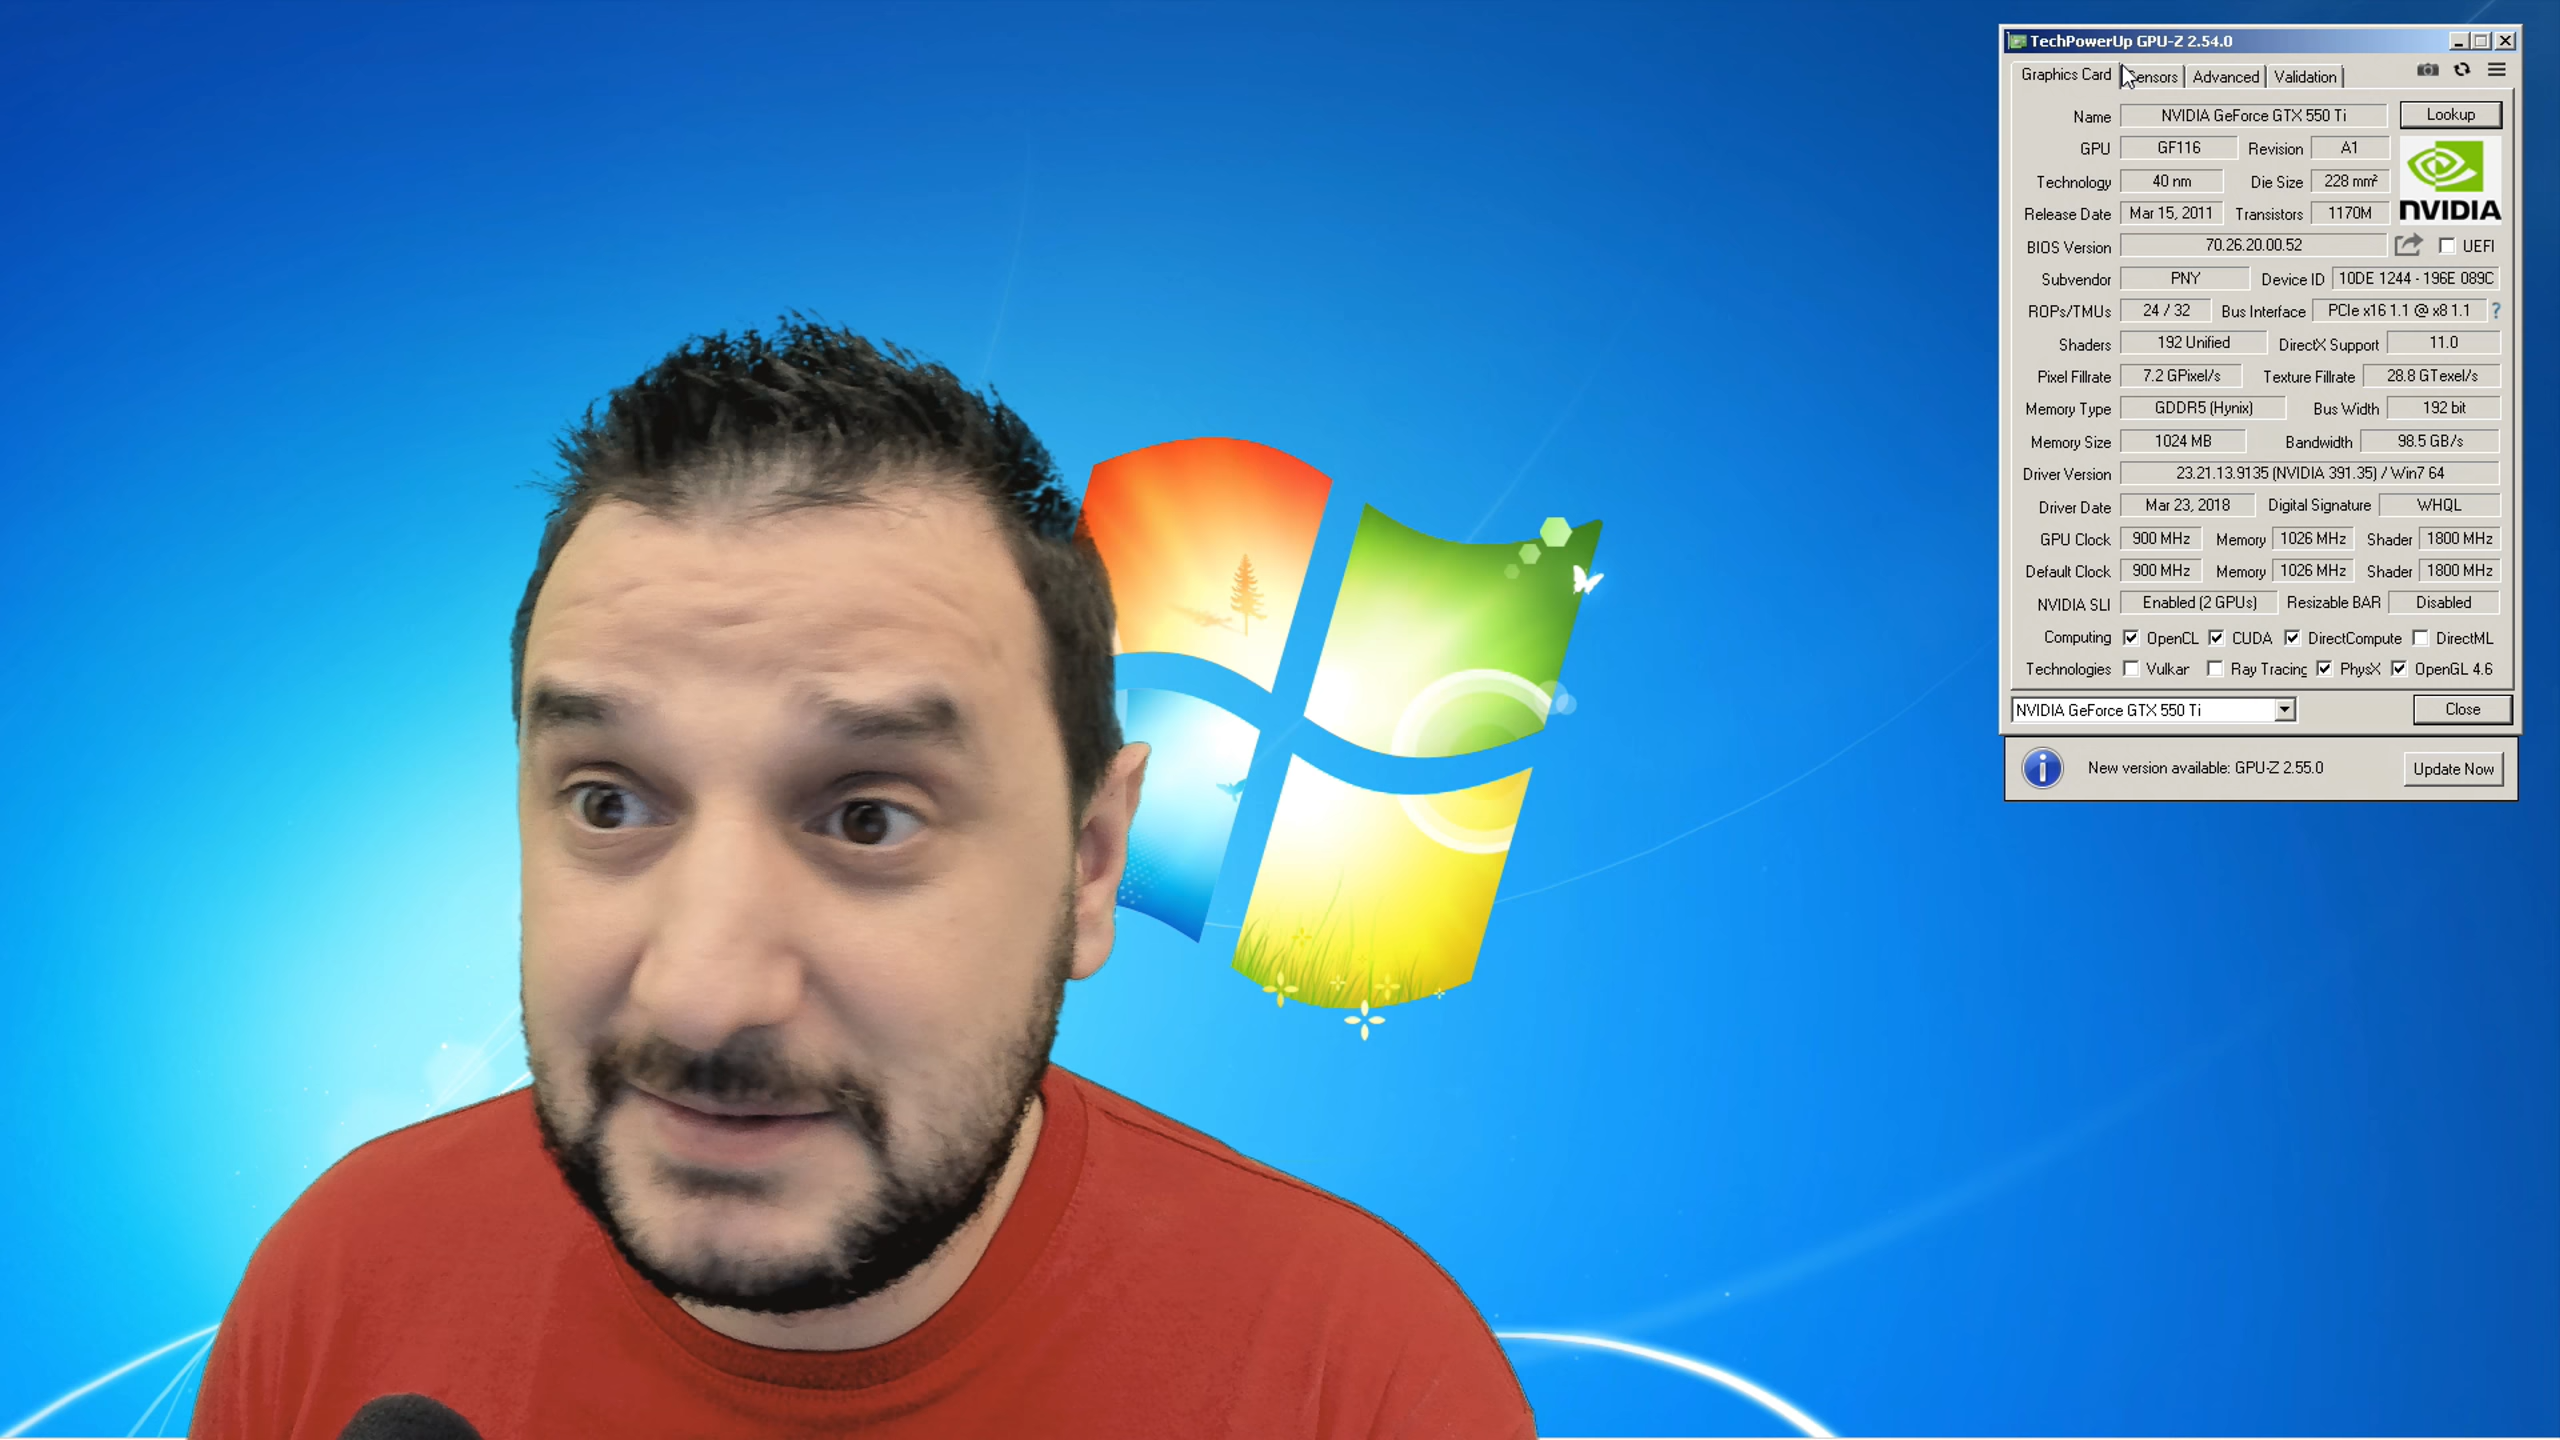 TechPowerUp GPU-Z 2.54.0
Graphics Card Sensors Advanced Validation
Name NVIDIA GeForce GTX 550 Ti Lookup
GPU GF116 Revision A1
Technology 40 nm Die Size 228 mm²
NVIDIA
Release Date Mar 15, 2011 Transistors 1170M
BIOS Version 70.26.20.00.52 UEFI
Subvendor PNY Device ID 10DE 1244 - 196E 089C
ROPs/TMUs 24 / 32 Bus Interface PCIe x16 1.1 @ x8 1.1 ?
Shaders 192 Unified DirectX Support 11.0
Pixel Fillrate 7.2 GPixel/s Texture Fillrate 28.8 GTexel/s
Memory Type GDDR5 (Hynix) Bus Width 192 bit
Memory Size 1024 MB Bandwidth 98.5 GB/s
Driver Version 23.21.13.9135 (NVIDIA 391.35) / Win7 64
Driver Date Mar 23, 2018 Digital Signature WHQL
GPU Clock 900 MHz Memory 1026 MHz Shader 1800 MHz
Default Clock 900 MHz Memory 1026 MHz Shader 1800 MHz
NVIDIA SLI Enabled (2 GPUs) Resizable BAR Disabled
Computing OpenCL CUDA DirectCompute DirectML
Technologies Vulkan Ray Tracing PhysX OpenGL 4.6
NVIDIA GeForce GTX 550 Ti Close
New version available: GPU-Z 2.55.0 Update Now